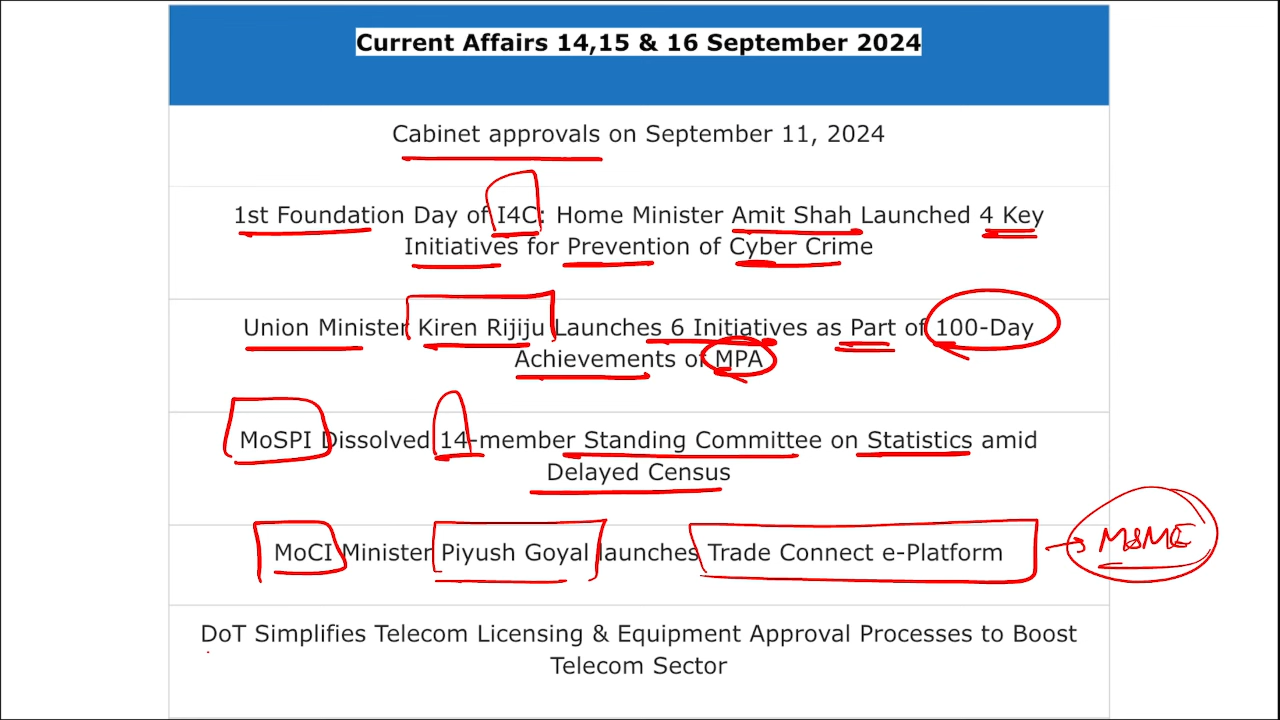 Current Affairs 14,15 & 16 September 2024
Cabinet approvals on September 11, 2024
1st Foundation Day of I4C: Home Minister Amit Shah Launched 4 Key
Initiatives for Prevention of Cyber Crime
Union Minister Kiren Rijiju Launches 6 Initiatives as Part of 100-Day
Achievements of MPA
MoSPI Dissolved 14-member Standing Committee on Statistics amid
Delayed Census
MoCI Minister Piyush Goyal launches Trade Connect e-Platform
MSME
DoT Simplifies Telecom Licensing & Equipment Approval Processes to Boost
Telecom Sector